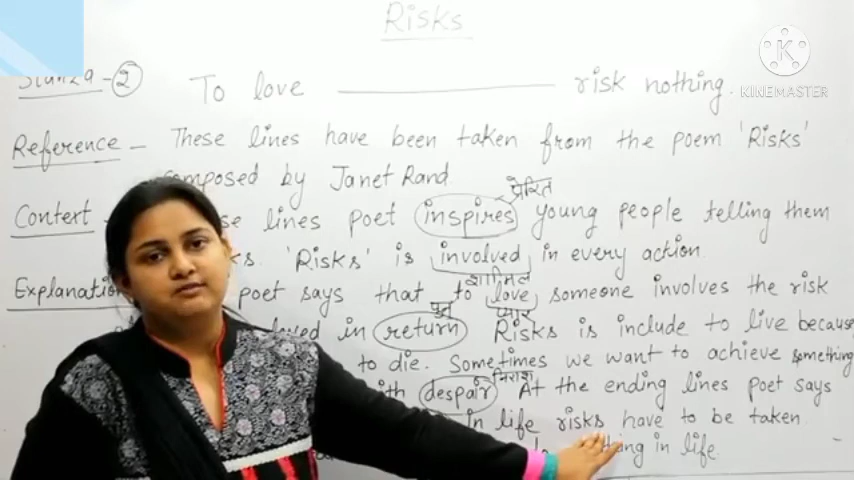 Risks
KINEMASTER
Stanza - 2 To love ___ risk nothing.
Reference - These lines have been taken from the poem 'Risks'
composed by Janet Rand.
प्रेरित
Context - lines poet inspires young people telling them
'Risks' is involved in every action.
शामिल
Explanation poet says that to love someone involves the risk
पुनः प्यार
in return Risks is include to live because
to die. Sometimes we want to achieve something
निराश
despair At the ending lines poet says
in life risks have to be taken
in life.